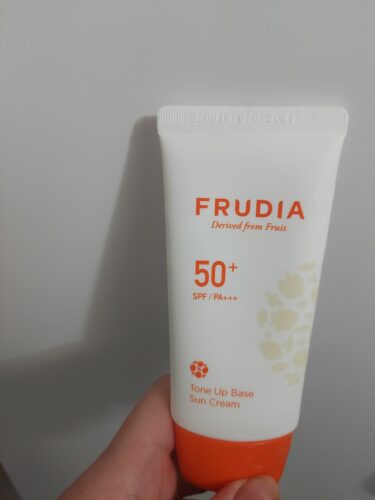 FRUDIA
Derived from Fruit
50+
SPF / PA+++
Tone Up Base
Sun Cream